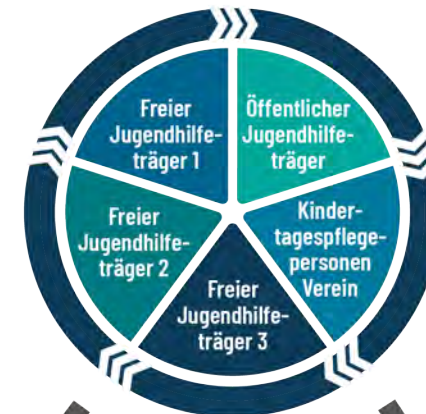 Freier
Jugendhilfe-
träger 1
Öffentlicher
Jugendhilfe-
träger
Kinder-
tagespflege-
personen
Verein
Freier
Jugendhilfe-
träger 3
Freier
Jugendhilfe-
träger 2